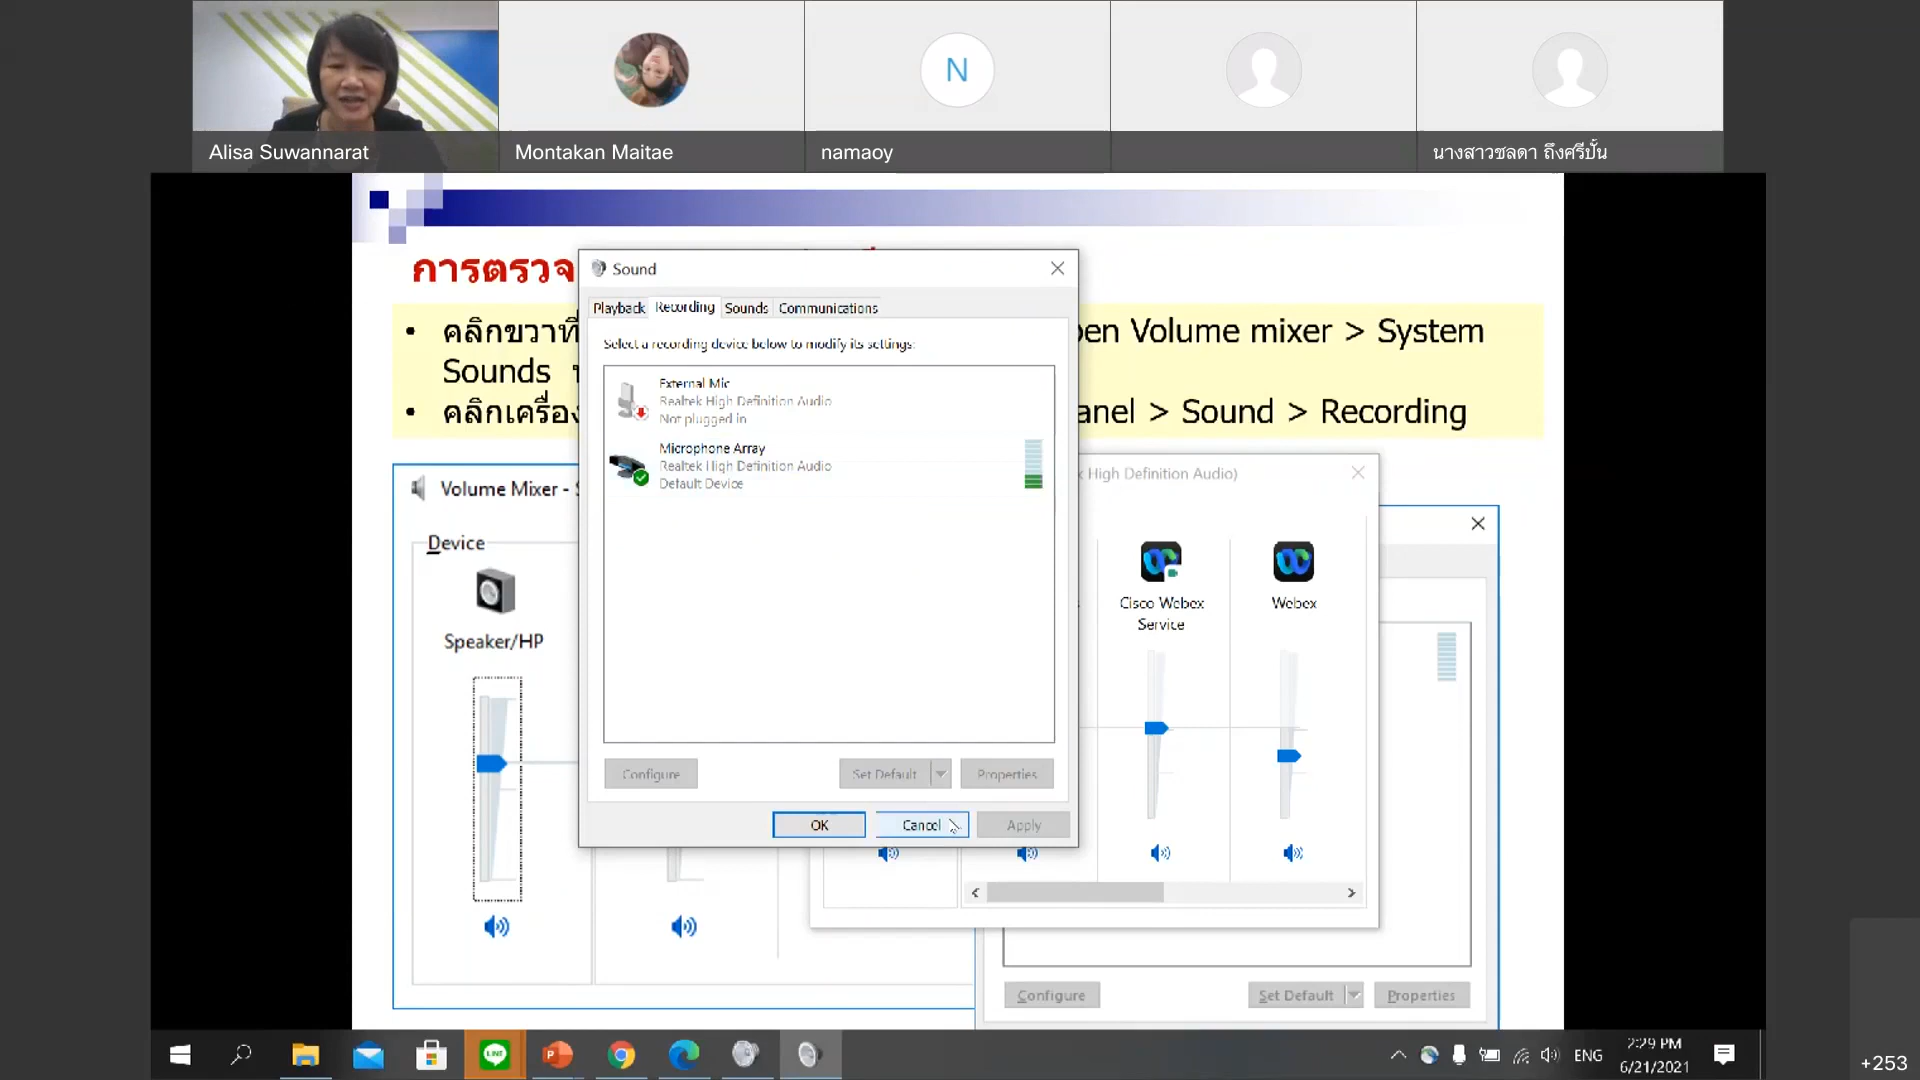 Alisa Suwannarat
Montakan Maitae
N
namaoy
นางสาวชลดา ถึงศรีปั้น
การตรวจ
• คลิกขวาที่
pen Volume mixer > System
Sounds
• คลิกเครื่อง
anel > Sound > Recording
Sound
Playback Recording Sounds Communications
Select a recording device below to modify its settings:
External Mic
Realtek High Definition Audio
Not plugged in
Microphone Array
Realtek High Definition Audio
Default Device
Configure
Set Default
Properties
OK
Cancel
Apply
Volume Mixer -
Device
Speaker/HP
High Definition Audio)
Cisco Webex
Service
Webex
Configure
Set Default
Properties
LINE
ENG
2:29 PM
6/21/2021
+253